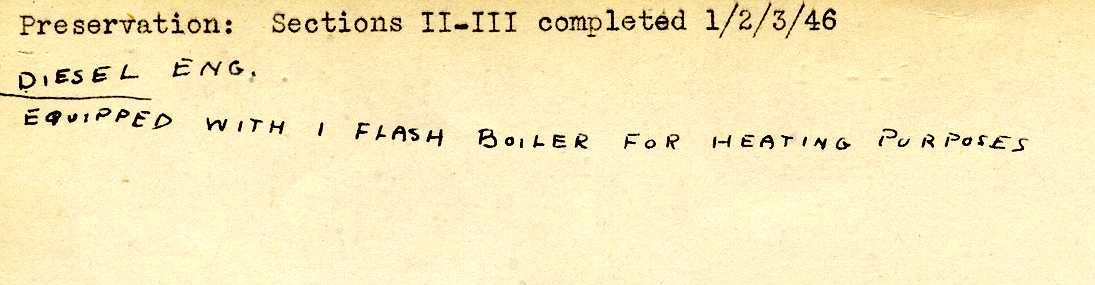 Preservation: Sections II-III completed 1/2/3/46
DIESEL ENG.
EQUIPPED WITH 1 FLASH BOILER FOR HEATING PURPOSES